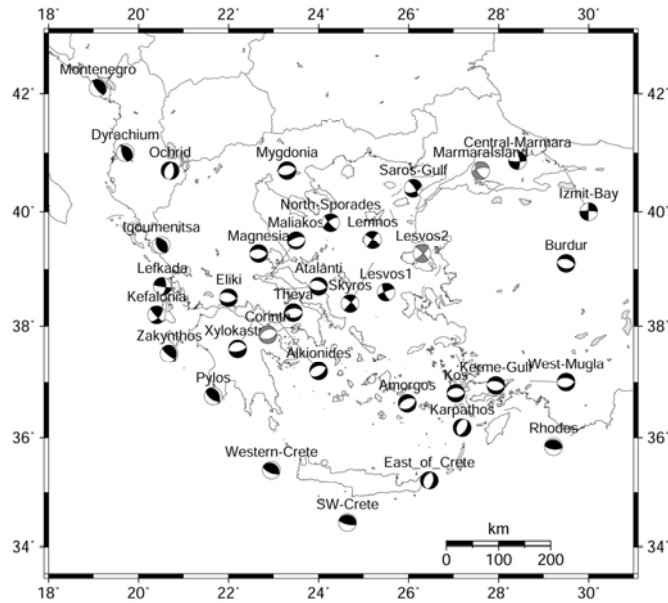 18˚ 20˚ 22˚ 24˚ 26˚ 28˚ 30˚
Montenegro
42˚ 42˚
Dyrachium
Central-Marmara
Ochrid
Mygdonia
MarmaraIsland
Saros-Gulf
Izmit-Bay
North-Sporades
40˚ 40˚
Igoumenitsa
Maliakos
Lemnos
Magnesia
Lesvos2
Burdur
Lefkada
Atalanti
Eliki
Skyros
Lesvos1
Kefalonia
Theva
38˚ 38˚
Corinth
Zakynthos
Xylokastr
Alkionides
Kerme-Gulf
West-Mugla
Pylos
Amorgos
Kos
Karpathos
36˚ 36˚
Rhodos
Western-Crete
East_of_Crete
SW-Crete
km
34˚ 34˚
0 100 200
18˚ 20˚ 22˚ 24˚ 26˚ 28˚ 30˚